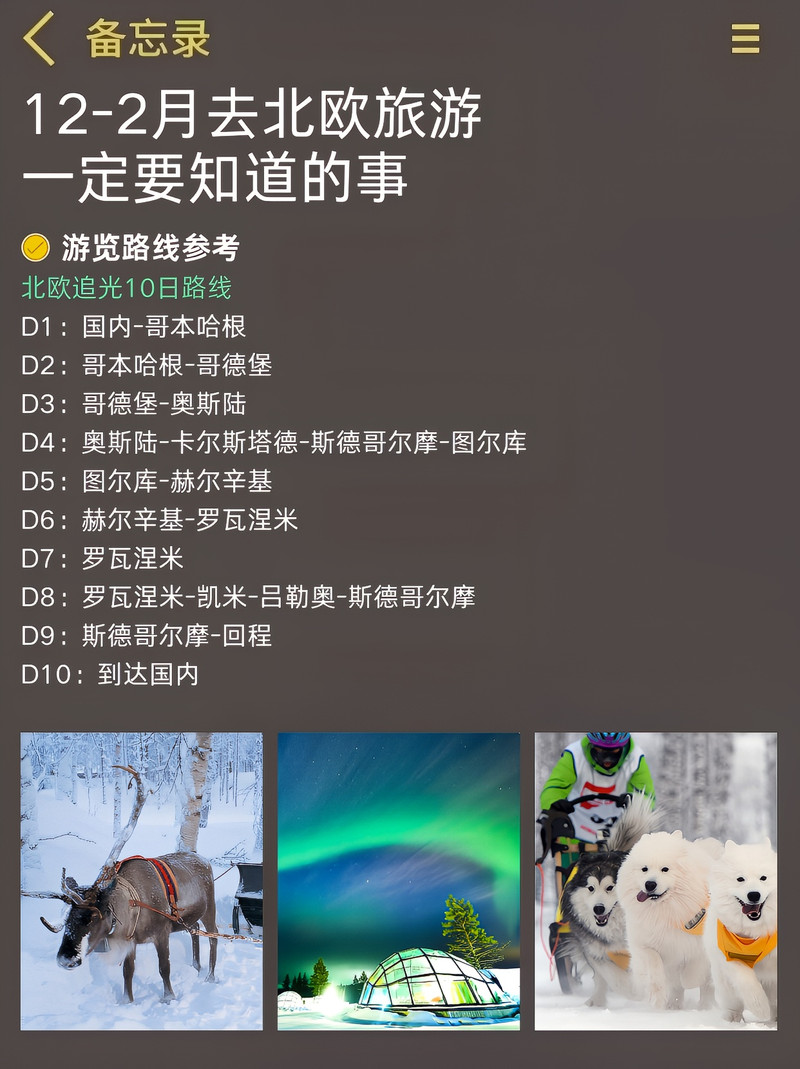 备忘录
12-2月去北欧旅游
一定要知道的事
游览路线参考
北欧追光10日路线
D1：国内-哥本哈根
D2：哥本哈根-哥德堡
D3：哥德堡-奥斯陆
D4：奥斯陆-卡尔斯塔德-斯德哥尔摩-图尔库
D5：图尔库-赫尔辛基
D6：赫尔辛基-罗瓦涅米
D7：罗瓦涅米
D8：罗瓦涅米-凯米-吕勒奥-斯德哥尔摩
D9：斯德哥尔摩-回程
D10：到达国内